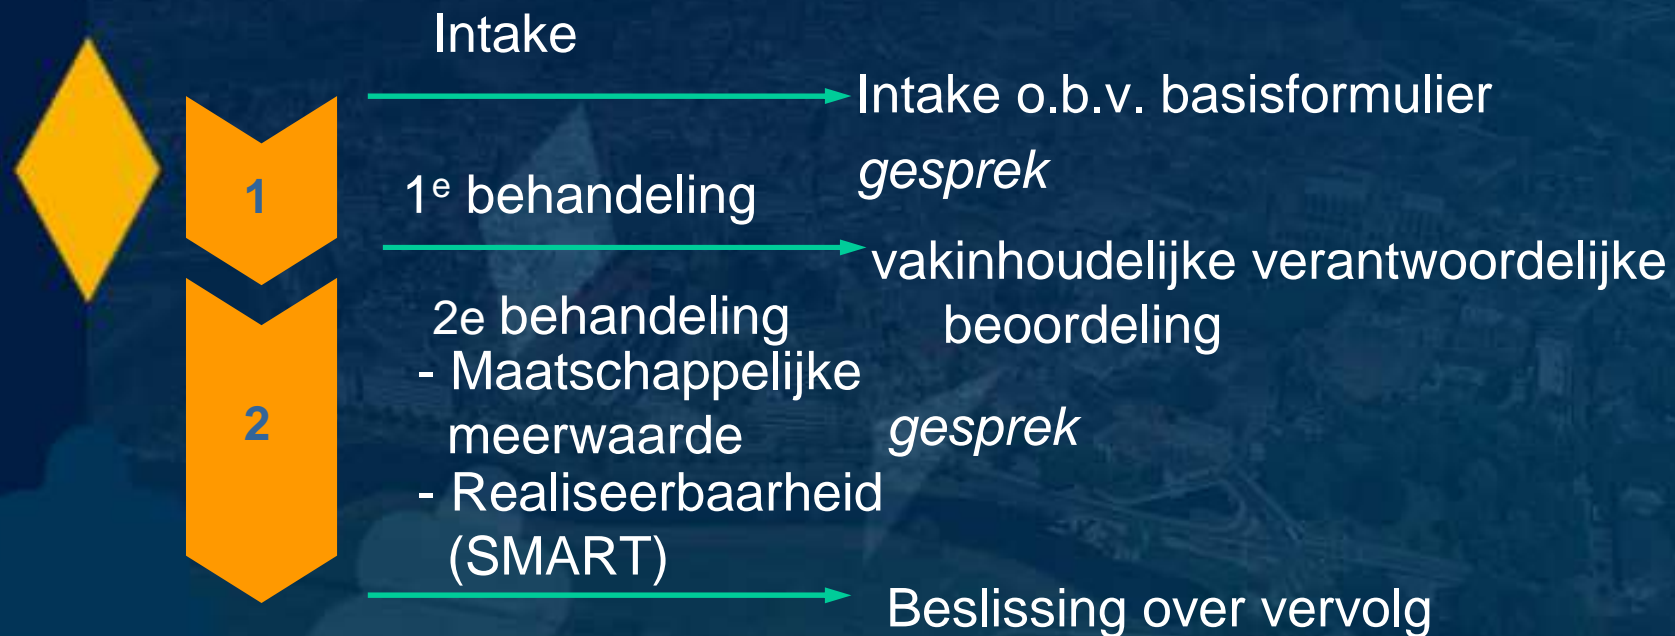 Intake
Intake o.b.v. basisformulier
gesprek
1
1e behandeling
vakinhoudelijke verantwoordelijke
beoordeling
2e behandeling
- Maatschappelijke
meerwaarde
2
gesprek
- Realiseerbaarheid
(SMART)
Beslissing over vervolg